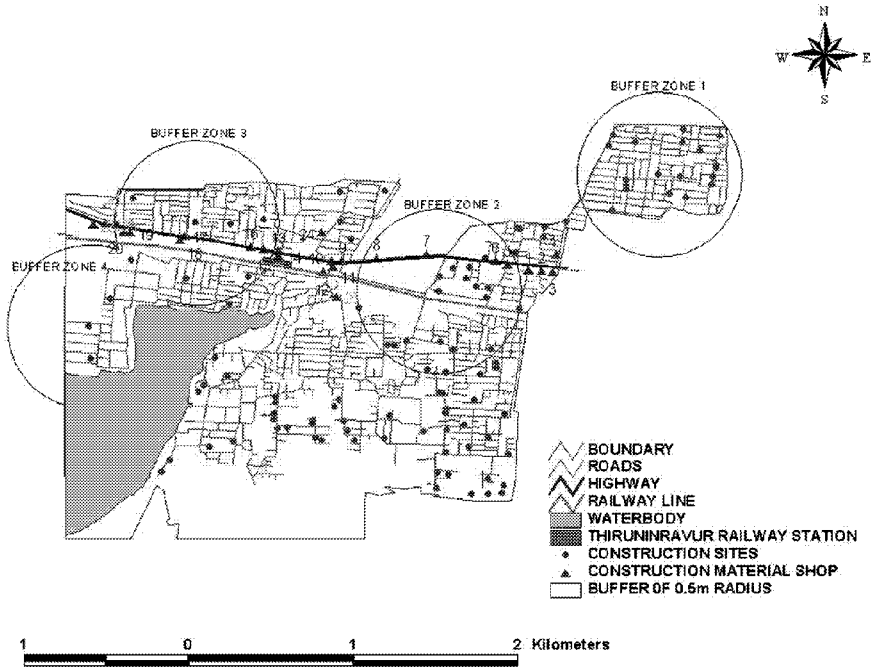 N
W E
S
BUFFER ZONE 1
BUFFER ZONE 3
BUFFER ZONE 2
BUFFER ZONE 4
8
7
3
BOUNDARY
ROADS
HIGHWAY
RAILWAY LINE
WATERBODY
THIRUNINRAVUR RAILWAY STATION
CONSTRUCTION SITES
CONSTRUCTION MATERIAL SHOP
BUFFER OF 0.5m RADIUS
1 0 1 2 Kilometers